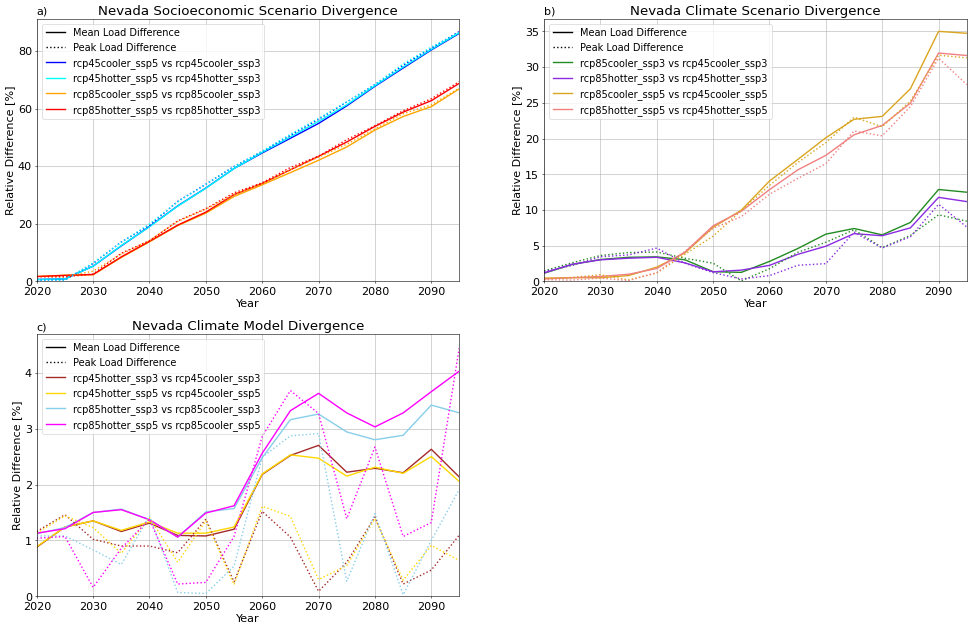 a)
Nevada Socioeconomic Scenario Divergence
Mean Load Difference
Peak Load Difference
rcp45cooler_ssp5 vs rcp45cooler_ssp3
rcp45hotter_ssp5 vs rcp45hotter_ssp3
rcp85cooler_ssp5 vs rcp85cooler_ssp3
rcp85hotter_ssp5 vs rcp85hotter_ssp3
Relative Difference [%]
80
60
40
20
0
2020 2030 2040 2050 2060 2070 2080 2090
Year
b)
Nevada Climate Scenario Divergence
Mean Load Difference
Peak Load Difference
rcp85cooler_ssp3 vs rcp45cooler_ssp3
rcp85hotter_ssp3 vs rcp45hotter_ssp3
rcp85cooler_ssp5 vs rcp45cooler_ssp5
rcp85hotter_ssp5 vs rcp45hotter_ssp5
Relative Difference [%]
35
30
25
20
15
10
5
0
2020 2030 2040 2050 2060 2070 2080 2090
Year
c)
Nevada Climate Model Divergence
Mean Load Difference
Peak Load Difference
rcp45hotter_ssp3 vs rcp45cooler_ssp3
rcp45hotter_ssp5 vs rcp45cooler_ssp5
rcp85hotter_ssp3 vs rcp85cooler_ssp3
rcp85hotter_ssp5 vs rcp85cooler_ssp5
Relative Difference [%]
4
3
2
1
0
2020 2030 2040 2050 2060 2070 2080 2090
Year